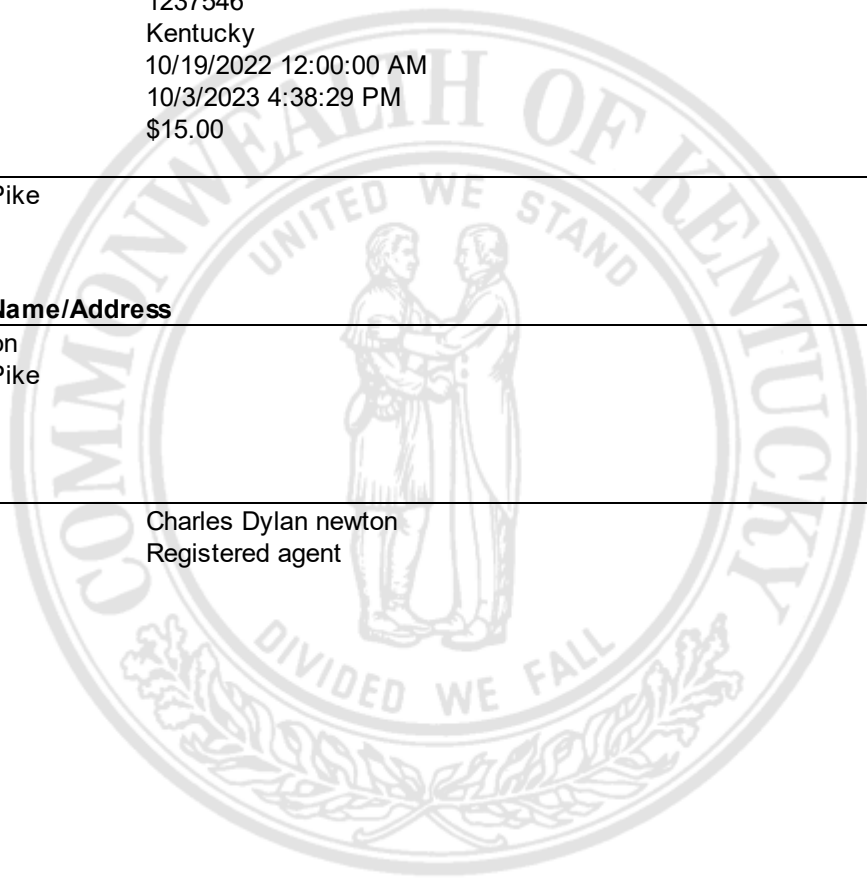 1237546
Kentucky
10/19/2022 12:00:00 AM
10/3/2023 4:38:29 PM
$15.00
Pike
Name/Address
on
Pike
Charles Dylan newton
Registered agent
COMMONWEALTH OF KENTUCKY
UNITED WE STAND
DIVIDED WE FALL